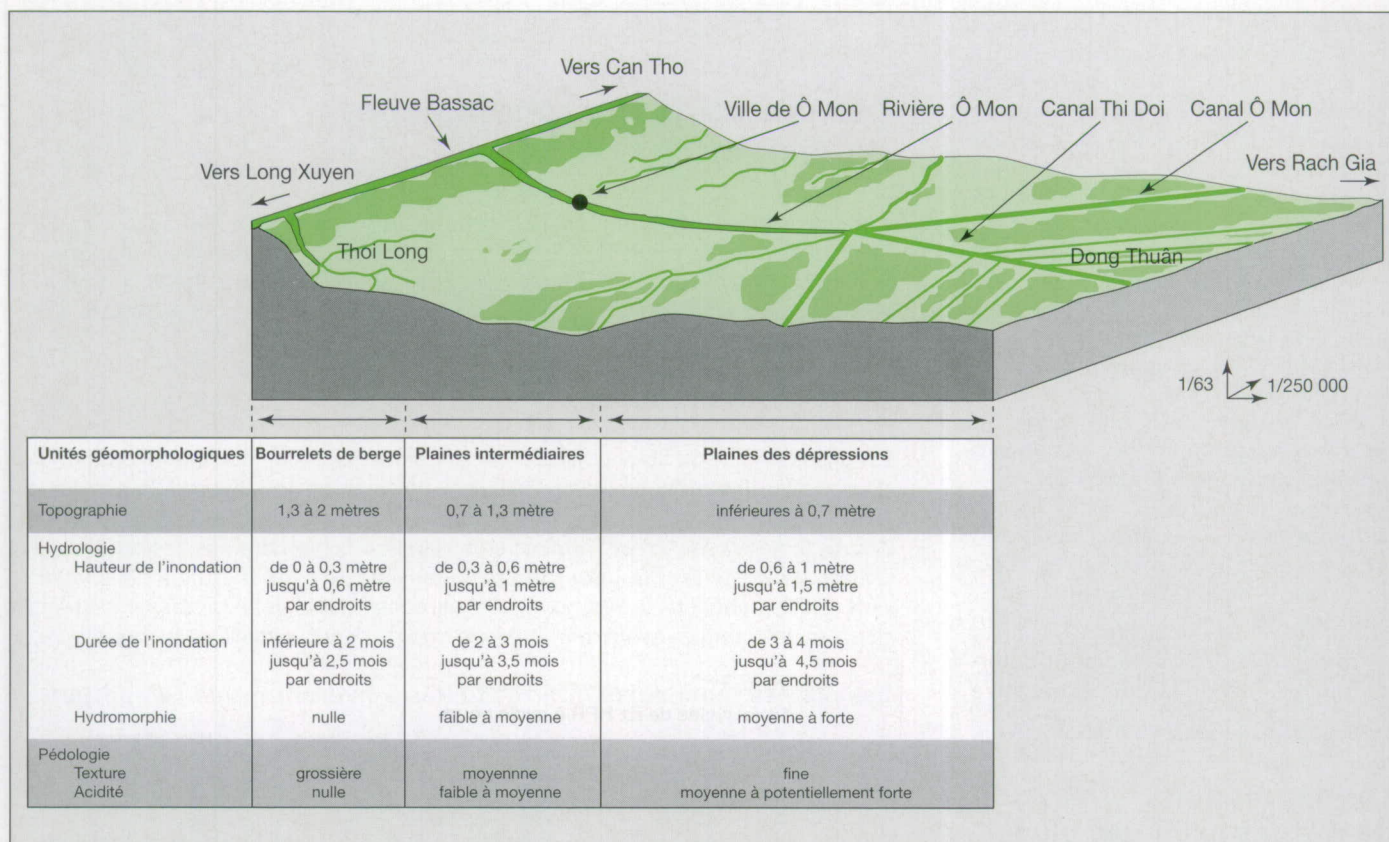 Vers Can Tho
Fleuve Bassac
Ville de Ô Mon
Rivière Ô Mon
Canal Thi Doi
Canal Ô Mon
Vers Long Xuyen
Vers Rach Gia
Thoi Long
Dong Thuân
1/63
1/250 000
Unités géomorphologiques Bourrelets de berge Plaines intermédiaires Plaines des dépressions
Topographie 1,3 à 2 mètres 0,7 à 1,3 mètre inférieures à 0,7 mètre
Hydrologie
Hauteur de l'inondation de 0 à 0,3 mètre de 0,3 à 0,6 mètre de 0,6 à 1 mètre
jusqu'à 0,6 mètre jusqu'à 1 mètre jusqu'à 1,5 mètre
par endroits par endroits par endroits
Durée de l'inondation inférieure à 2 mois de 2 à 3 mois de 3 à 4 mois
jusqu'à 2,5 mois jusqu'à 3,5 mois jusqu'à 4,5 mois
par endroits par endroits par endroits
Hydromorphie nulle faible à moyenne moyenne à forte
Pédologie
Texture grossière moyennne fine
Acidité nulle faible à moyenne moyenne à potentiellement forte